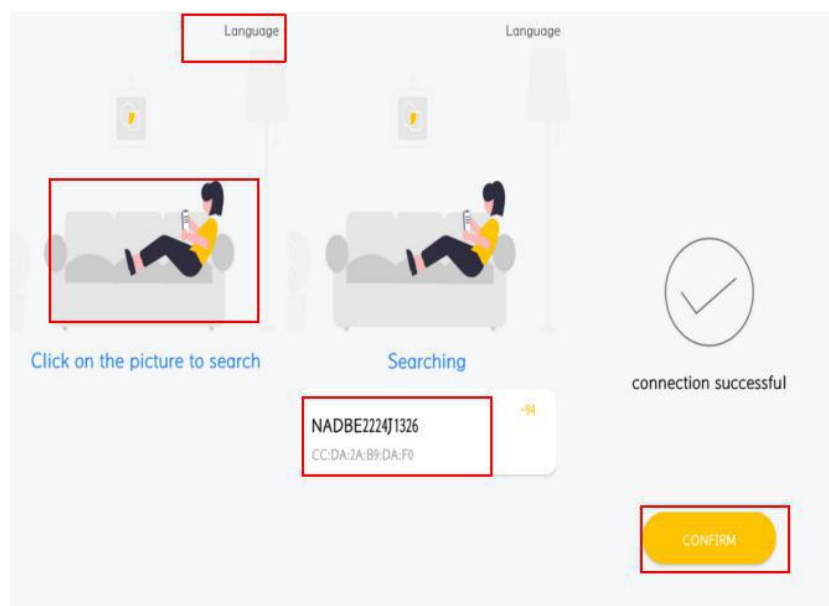 Language
Click on the picture to search
Language
Searching
NADBE2224J1326
-94
CC:DA:2A:B9:DA:F0
connection successful
CONFIRM